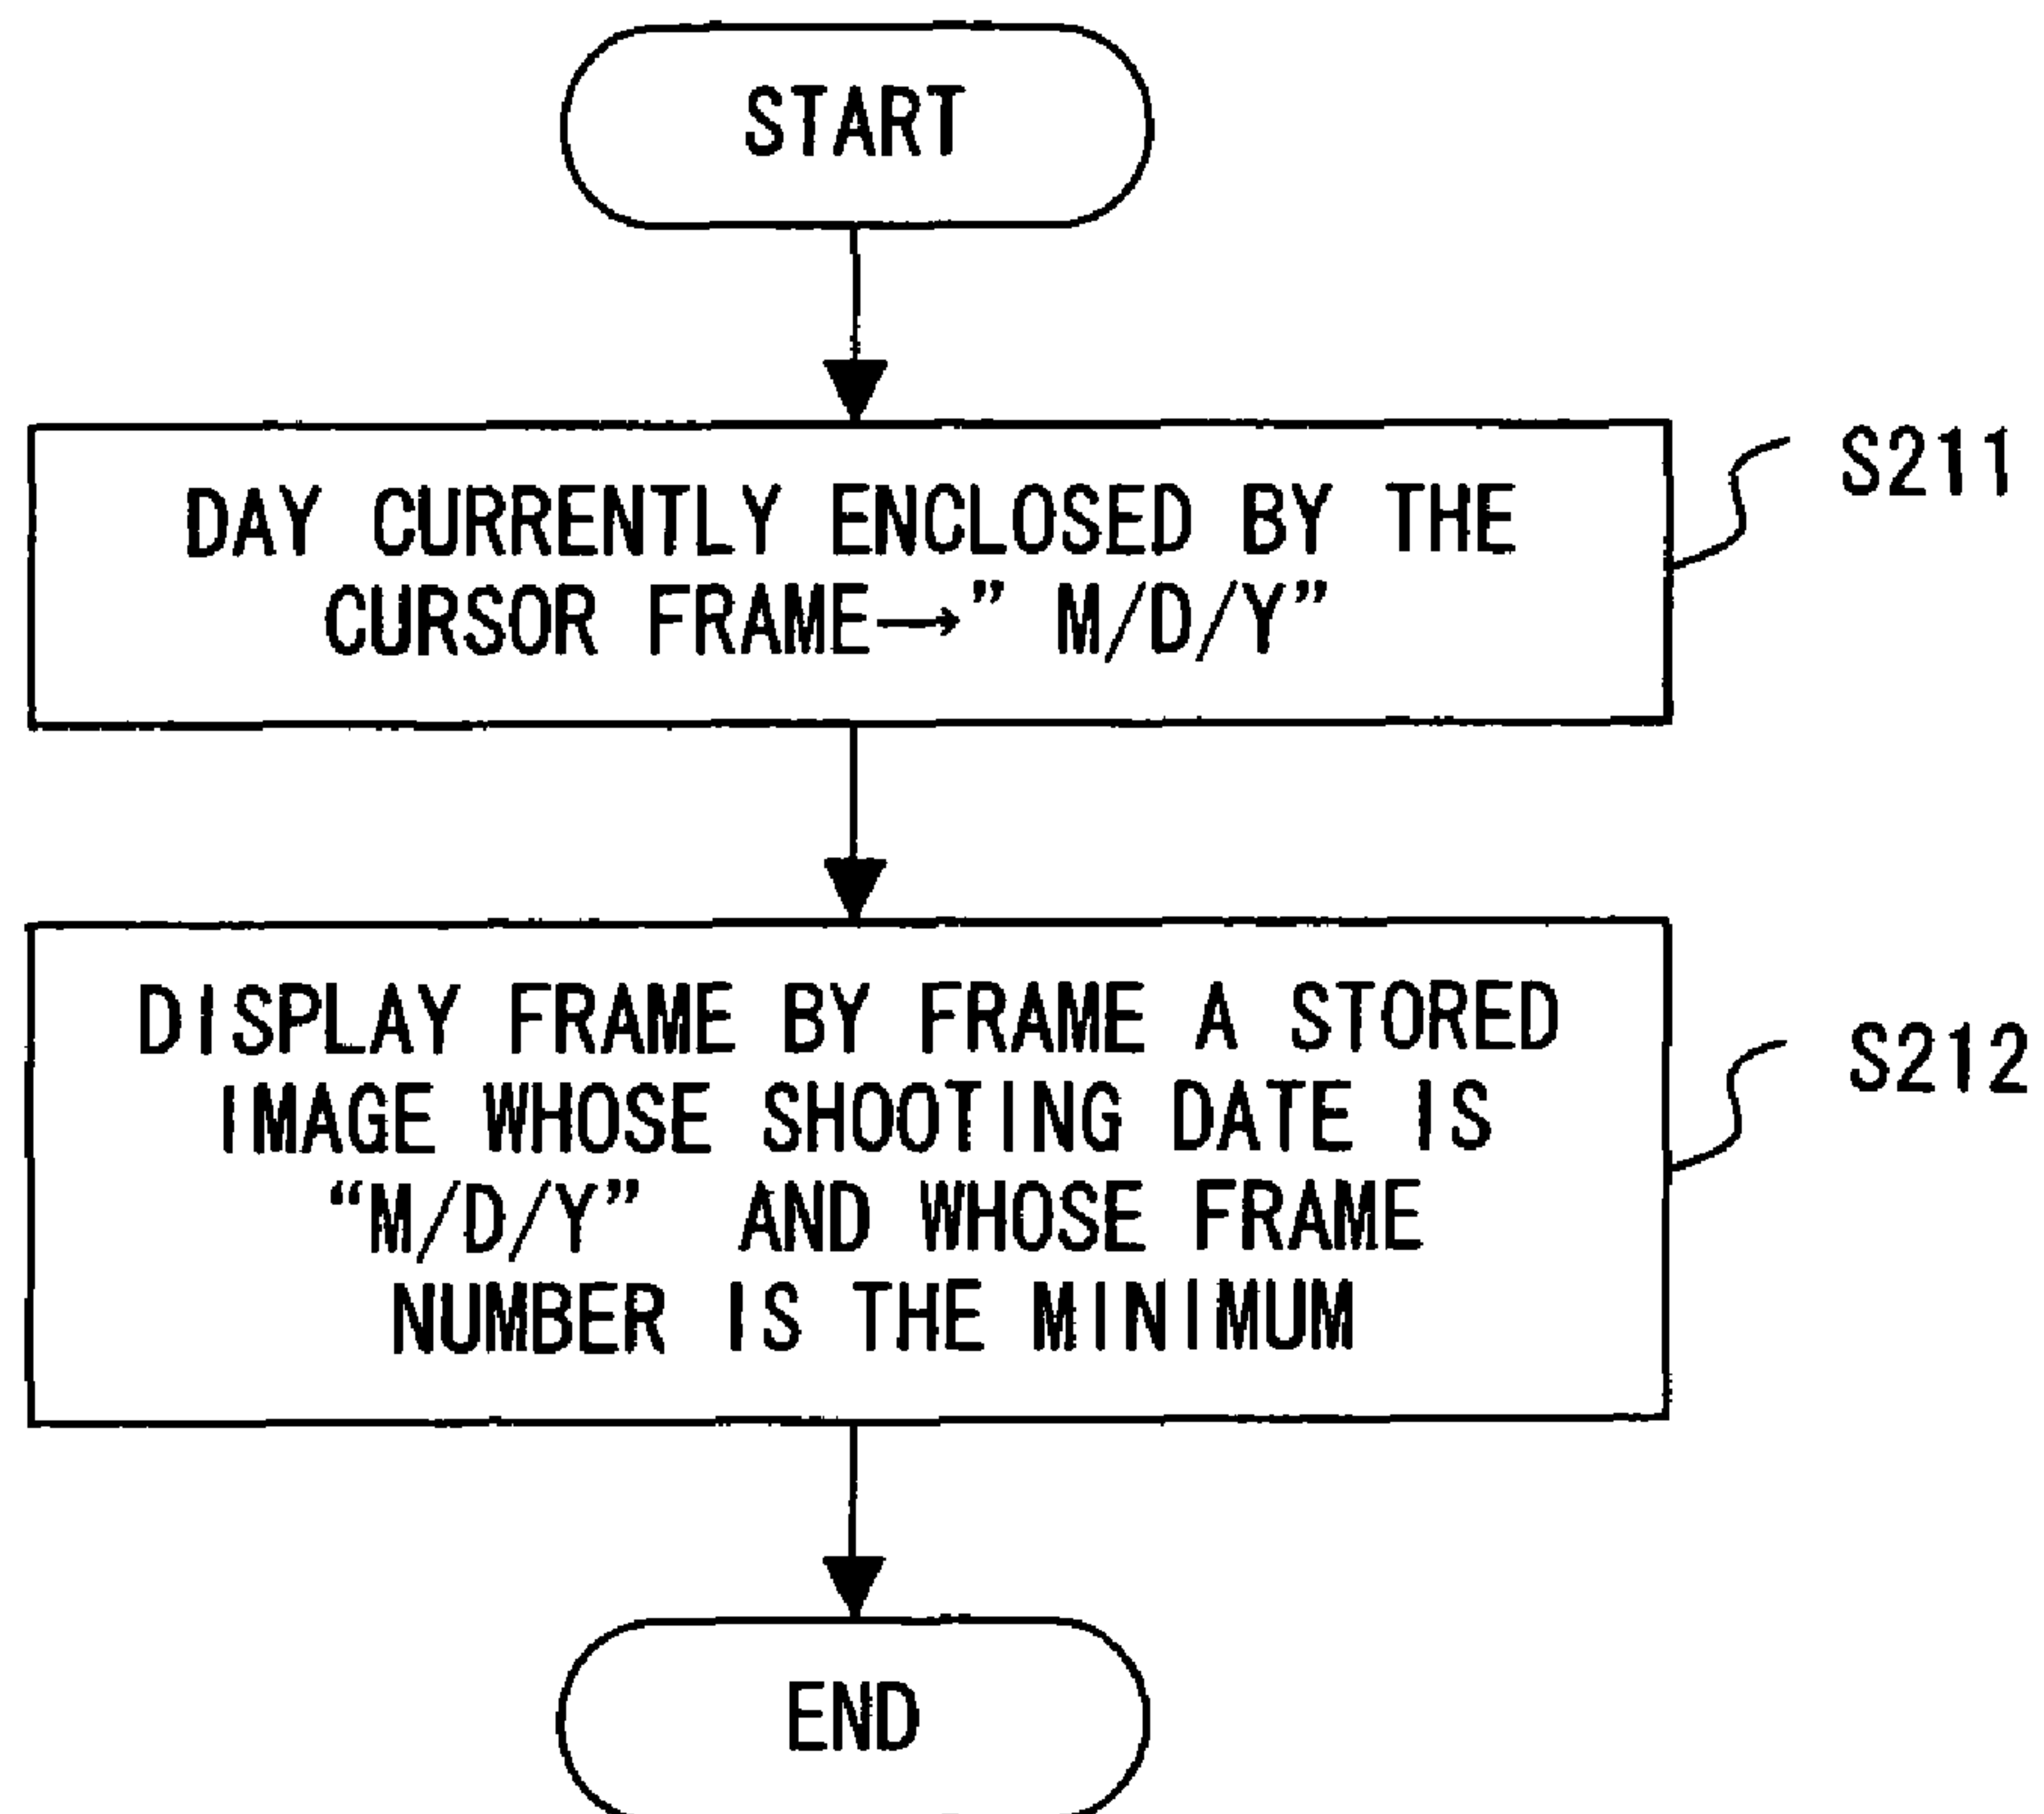 START
DAY CURRENTLY ENCLOSED BY THE
CURSOR FRAME→” M/D/Y”
S211
DISPLAY FRAME BY FRAME A STORED
IMAGE WHOSE SHOOTING DATE IS
“M/D/Y” AND WHOSE FRAME
NUMBER IS THE MINIMUM
S212
END